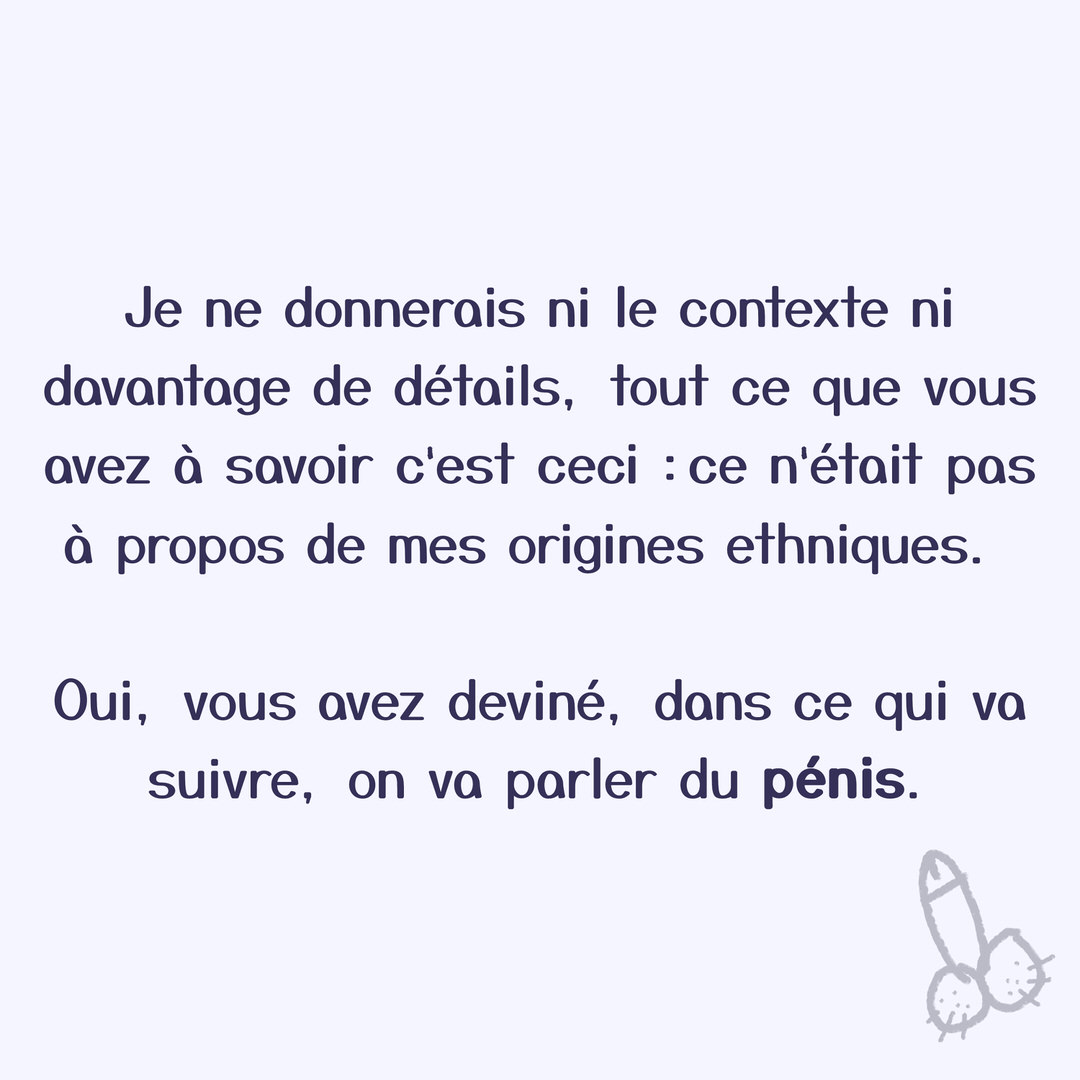 Je ne donnerais ni le contexte ni
davantage de détails, tout ce que vous
avez à savoir c'est ceci : ce n'était pas
à propos de mes origines ethniques.
Oui, vous avez deviné, dans ce qui va
suivre, on va parler du pénis.